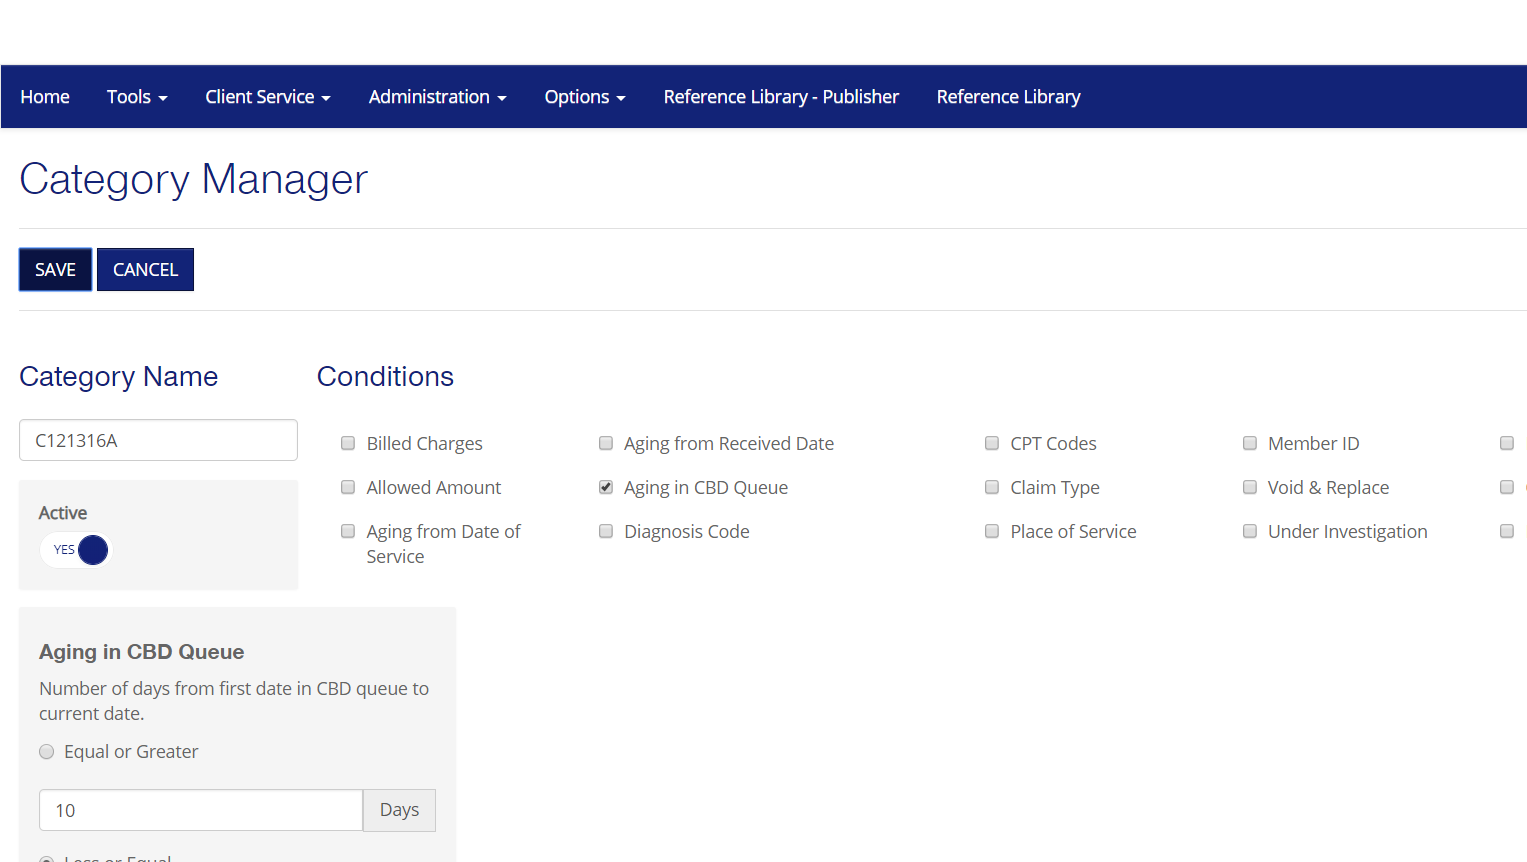 Home Tools Client Service Administration Options Reference Library - Publisher Reference Library
Category Manager
SAVE CANCEL
Category Name
C121316A
Active
YES
Conditions
Billed Charges
Allowed Amount
Aging from Date of
Service
Aging from Received Date
Aging in CBD Queue
Diagnosis Code
CPT Codes
Claim Type
Place of Service
Member ID
Void & Replace
Under Investigation
Aging in CBD Queue
Number of days from first date in CBD queue to
current date.
Equal or Greater
10 Days
Less or Equal